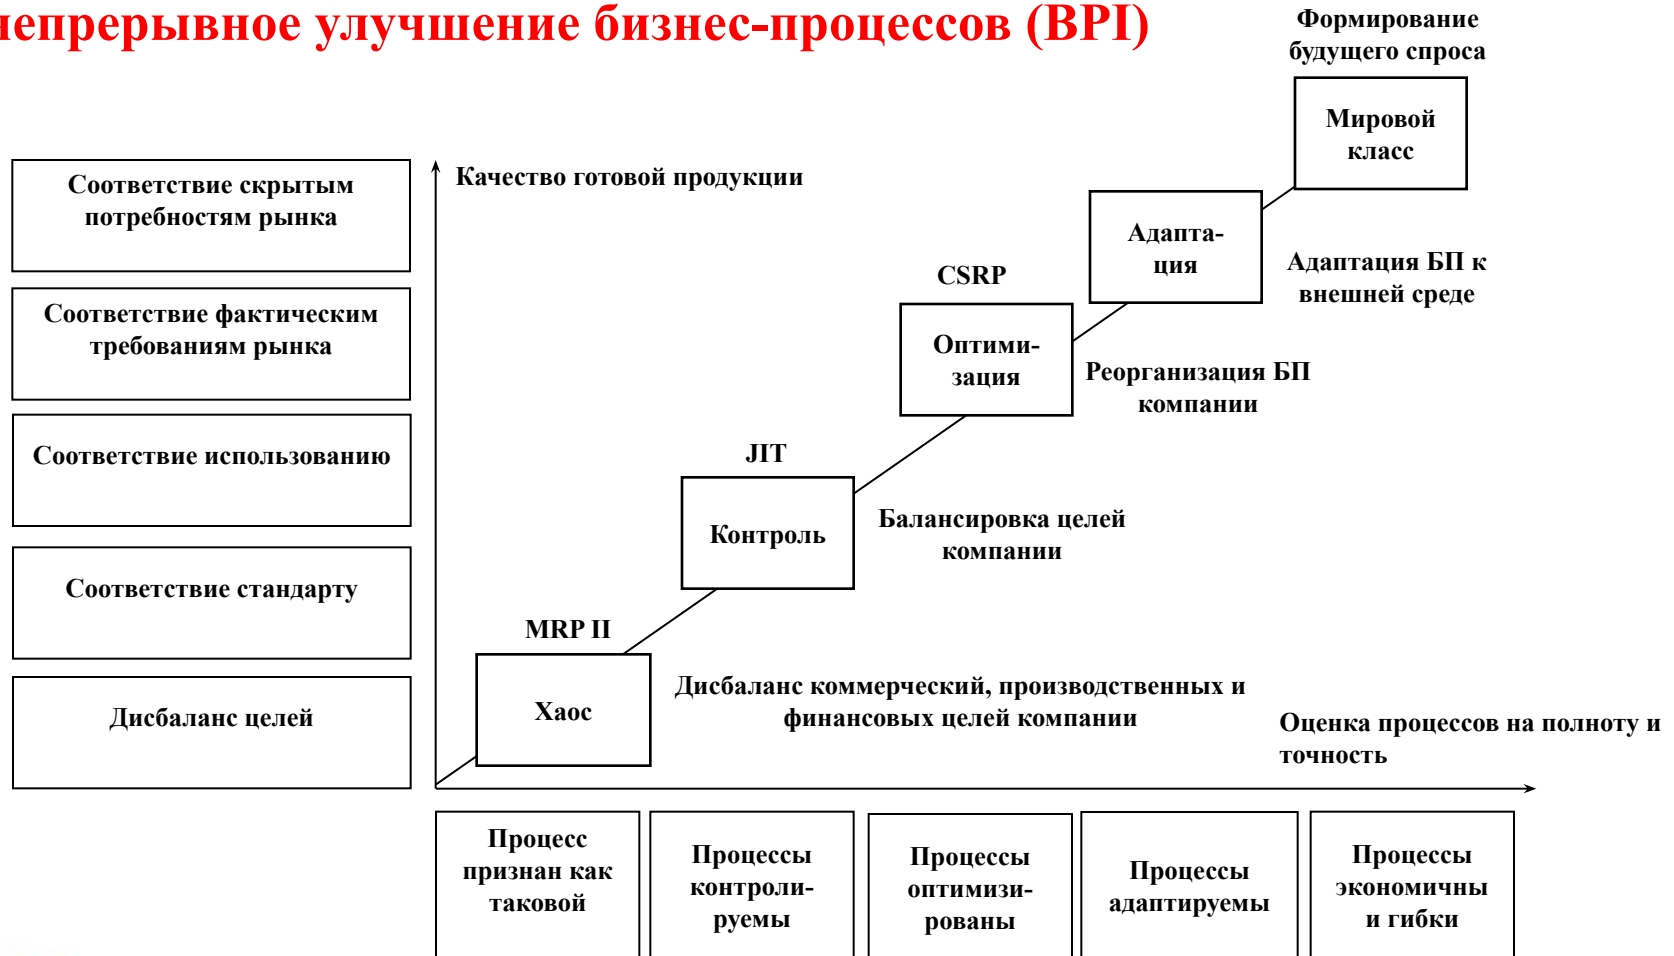 непрерывное улучшение бизнес-процессов (BPI)
Формирование
будущего спроса
Мировой
класс
Соответствие скрытым
потребностям рынка
Качество готовой продукции
Адапта-
ция
Адаптация БП к
внешней среде
CSRP
Соответствие фактическим
требованиям рынка
Оптими-
зация
Реорганизация БП
компании
Соответствие использованию
JIT
Контроль
Балансировка целей
компании
Соответствие стандарту
MRP II
Хаос
Дисбаланс коммерческий, производственных и
финансовых целей компании
Дисбаланс целей
Оценка процессов на полноту и
точность
Процесс
признан как
таковой
Процессы
контроли-
руемы
Процессы
оптимизи-
рованы
Процессы
адаптируемы
Процессы
экономичны
и гибки